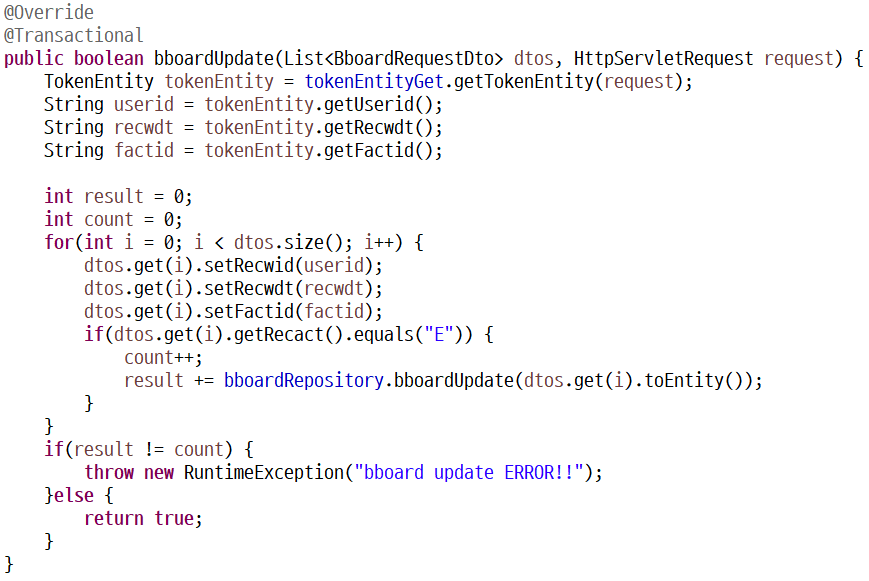 @Override
@Transactional
public boolean bboardUpdate(List<BboardRequestDto> dtos, HttpServletRequest request) {
    TokenEntity tokenEntity = tokenEntityGet.getTokenEntity(request);
    String userid = tokenEntity.getUserid();
    String recwdt = tokenEntity.getRecwdt();
    String factid = tokenEntity.getFactid();

    int result = 0;
    int count = 0;
    for(int i = 0; i < dtos.size(); i++) {
        dtos.get(i).setRecwid(userid);
        dtos.get(i).setRecwdt(recwdt);
        dtos.get(i).setFactid(factid);
        if(dtos.get(i).getRecact().equals("E")) {
            count++;
            result += bboardRepository.bboardUpdate(dtos.get(i).toEntity());
        }
    }
    if(result != count) {
        throw new RuntimeException("bboard update ERROR!!");
    }else {
        return true;
    }
}